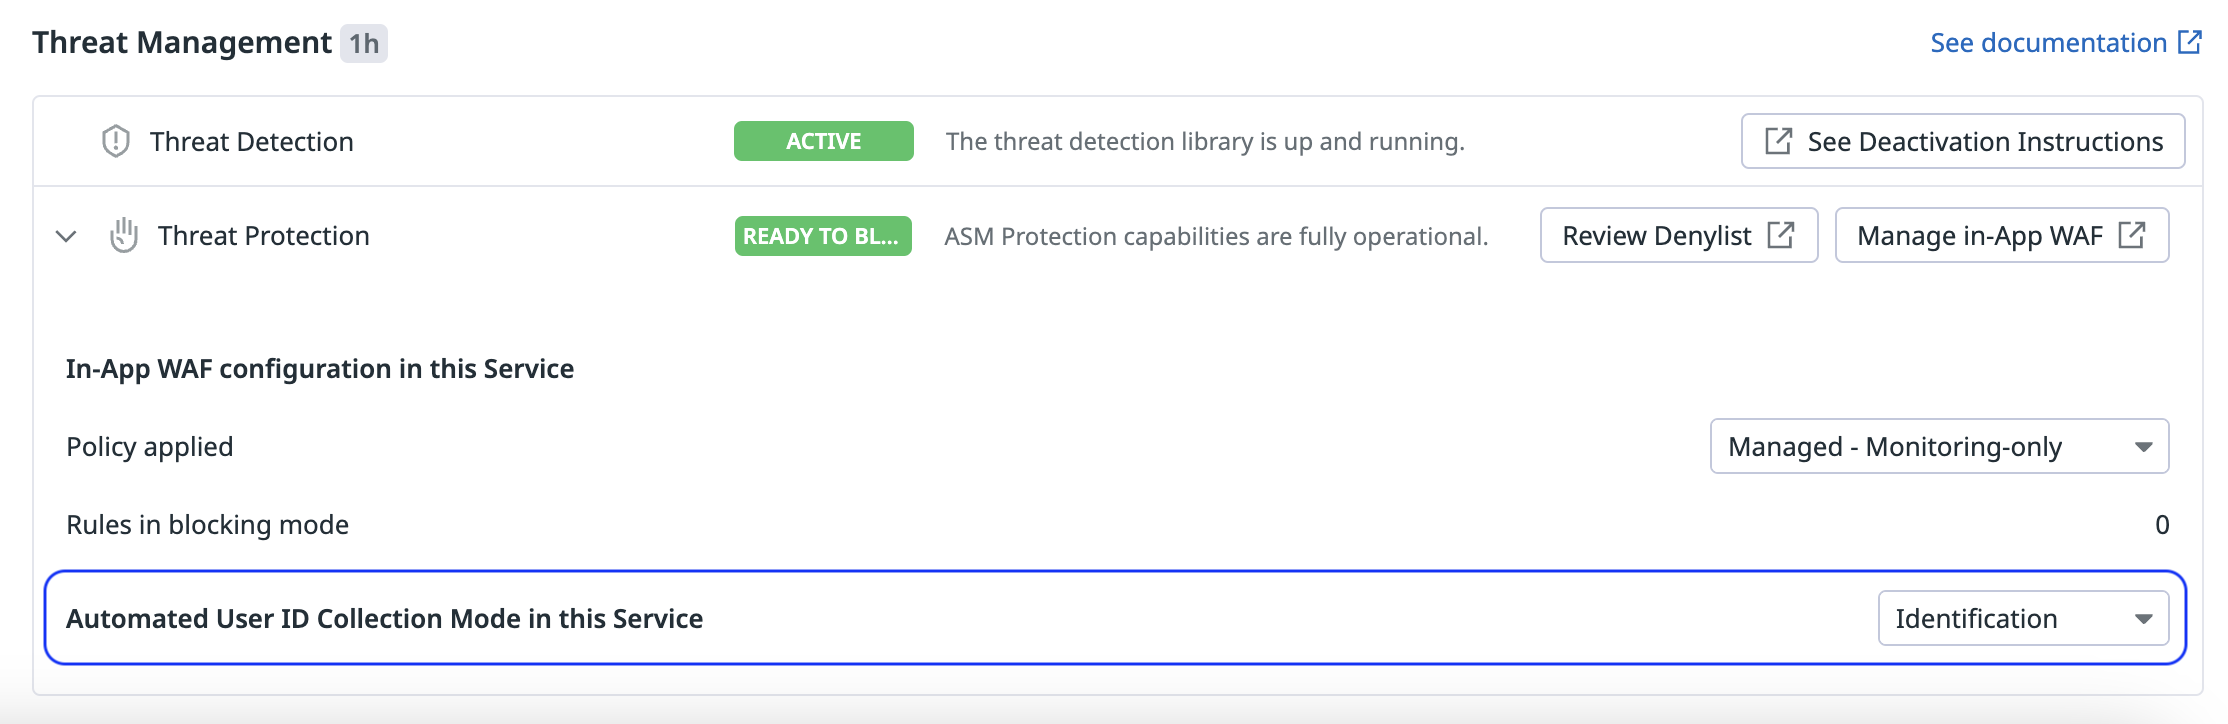 Threat Management 1h See documentation
Threat Detection ACTIVE The threat detection library is up and running. See Deactivation Instructions
Threat Protection READY TO BL... ASM Protection capabilities are fully operational. Review Denylist Manage in-App WAF
In-App WAF configuration in this Service
Policy applied Managed - Monitoring-only
Rules in blocking mode 0
Automated User ID Collection Mode in this Service Identification